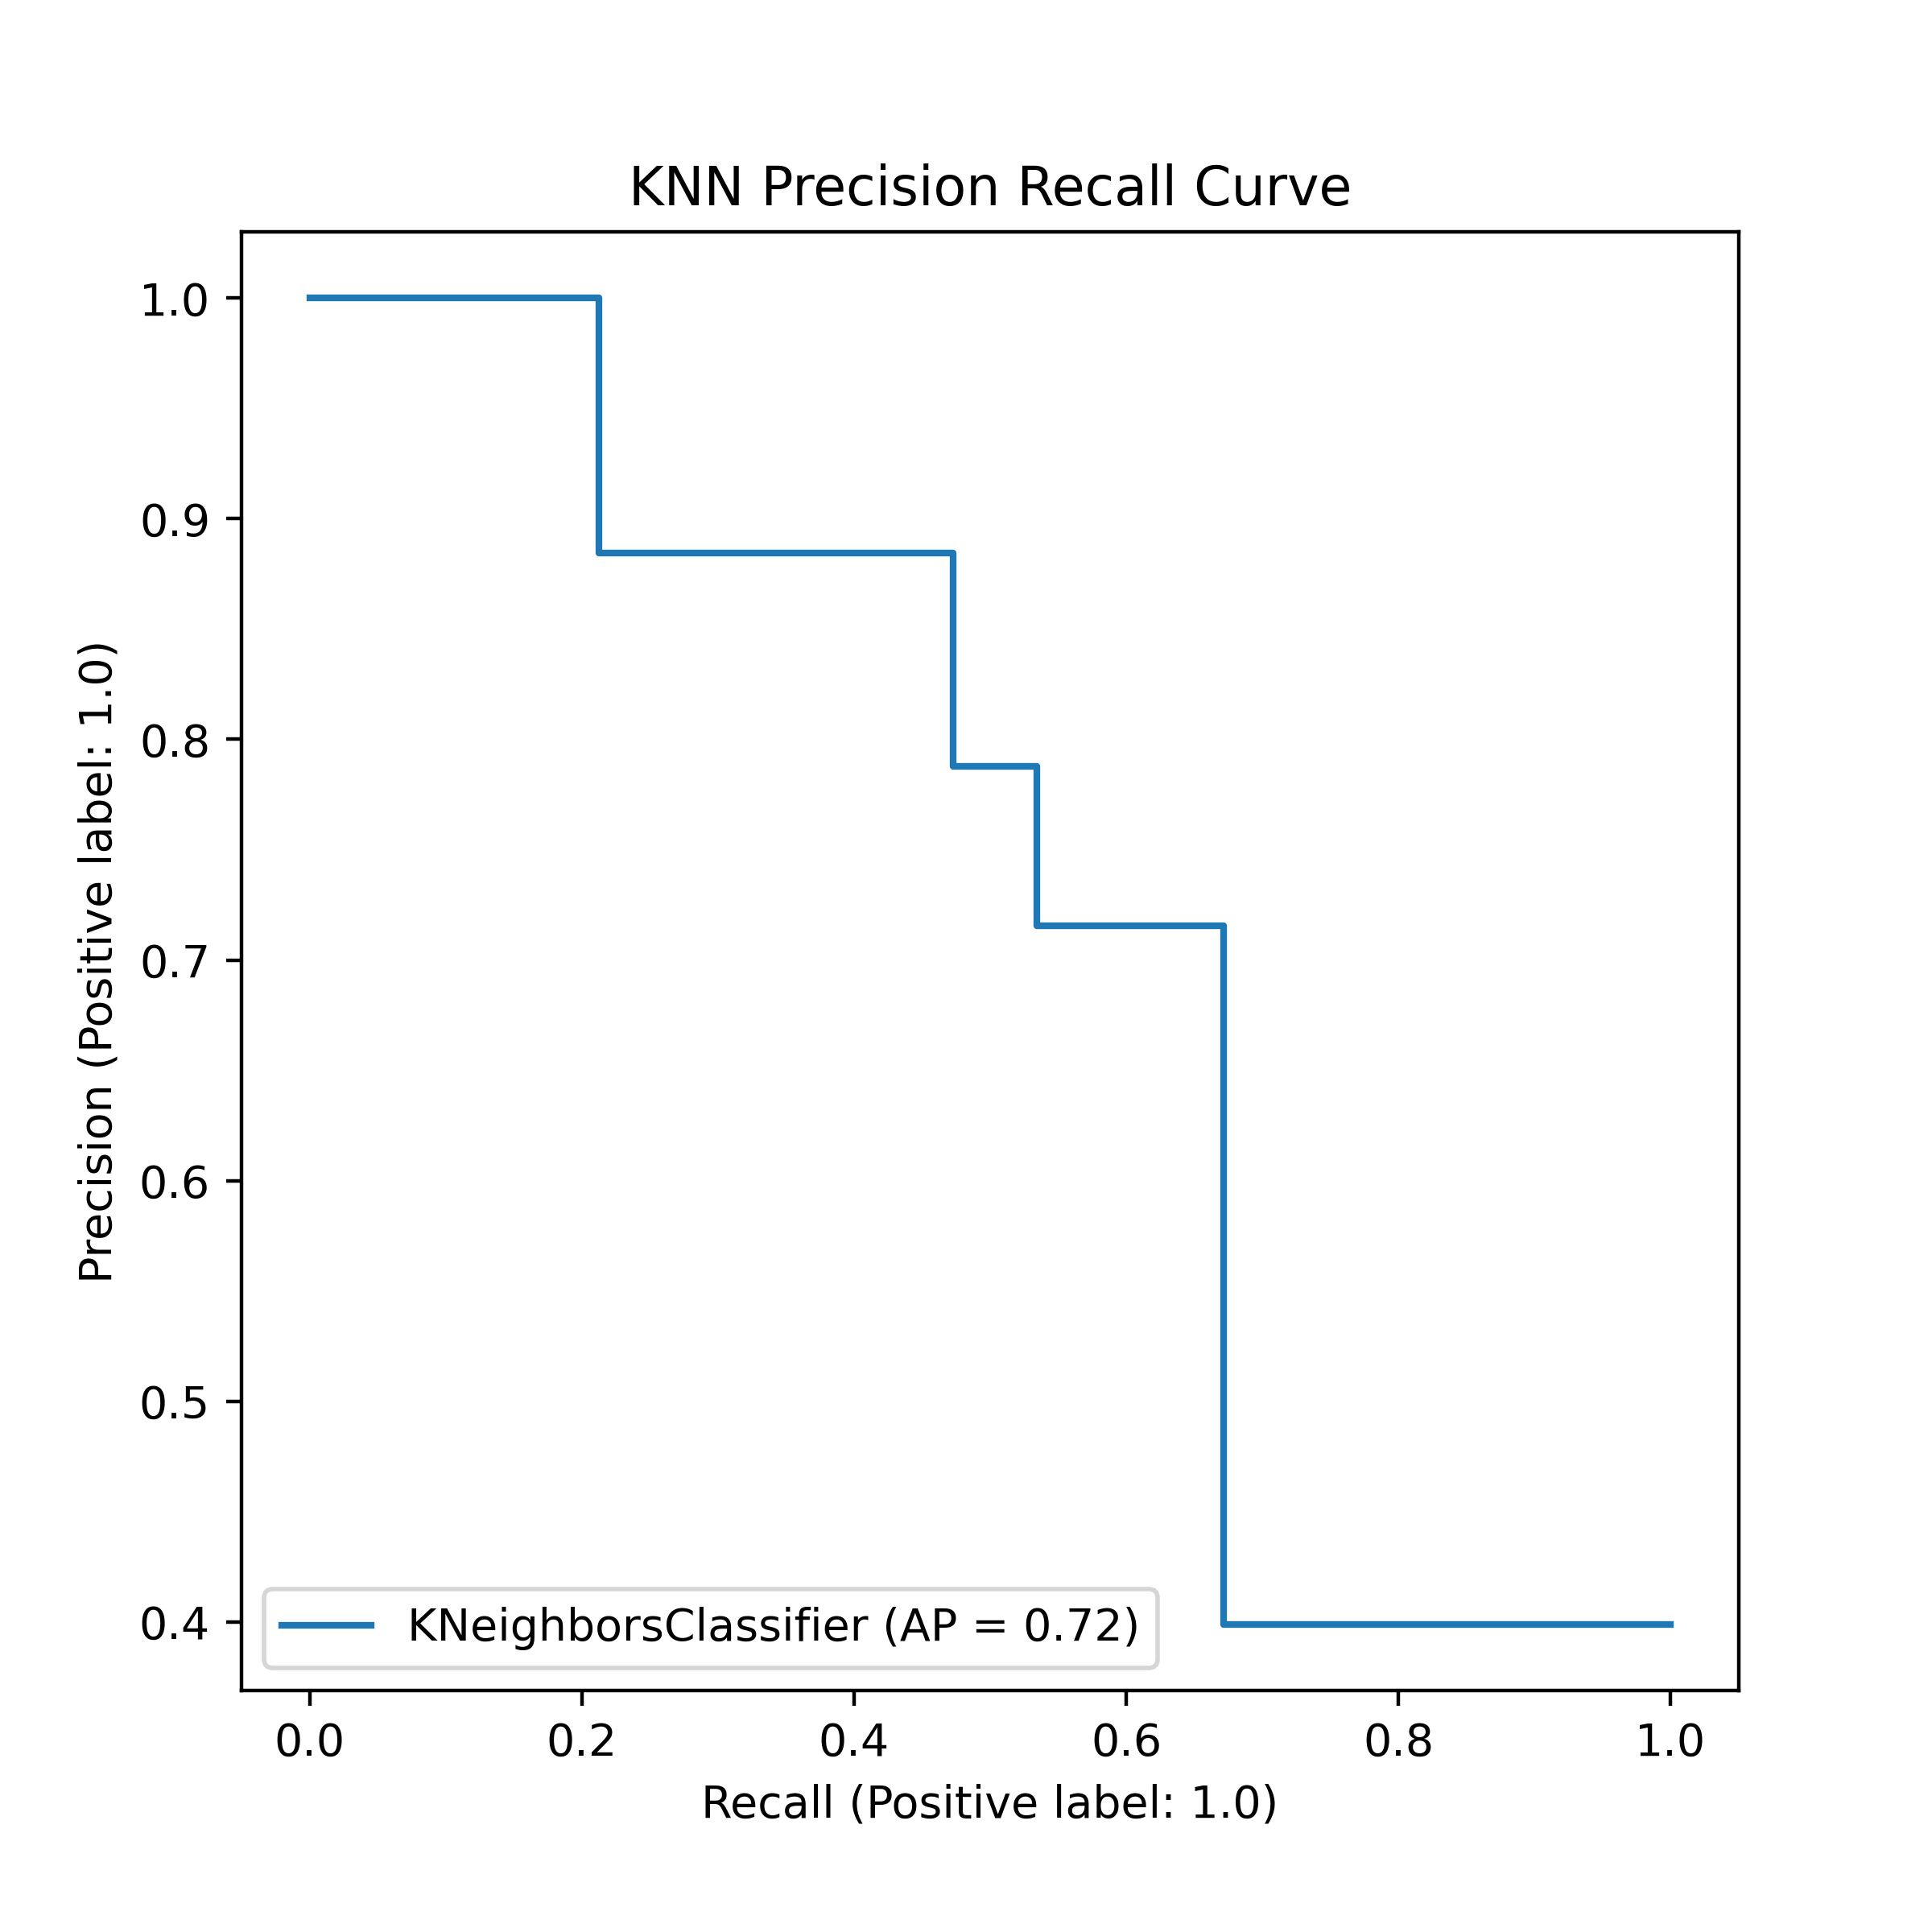 KNN Precision Recall Curve
1.0
0.9
0.8
0.7
0.6
0.5
0.4
Precision (Positive label: 1.0)
KNeighborsClassifier (AP = 0.72)
0.0 0.2 0.4 0.6 0.8 1.0
Recall (Positive label: 1.0)